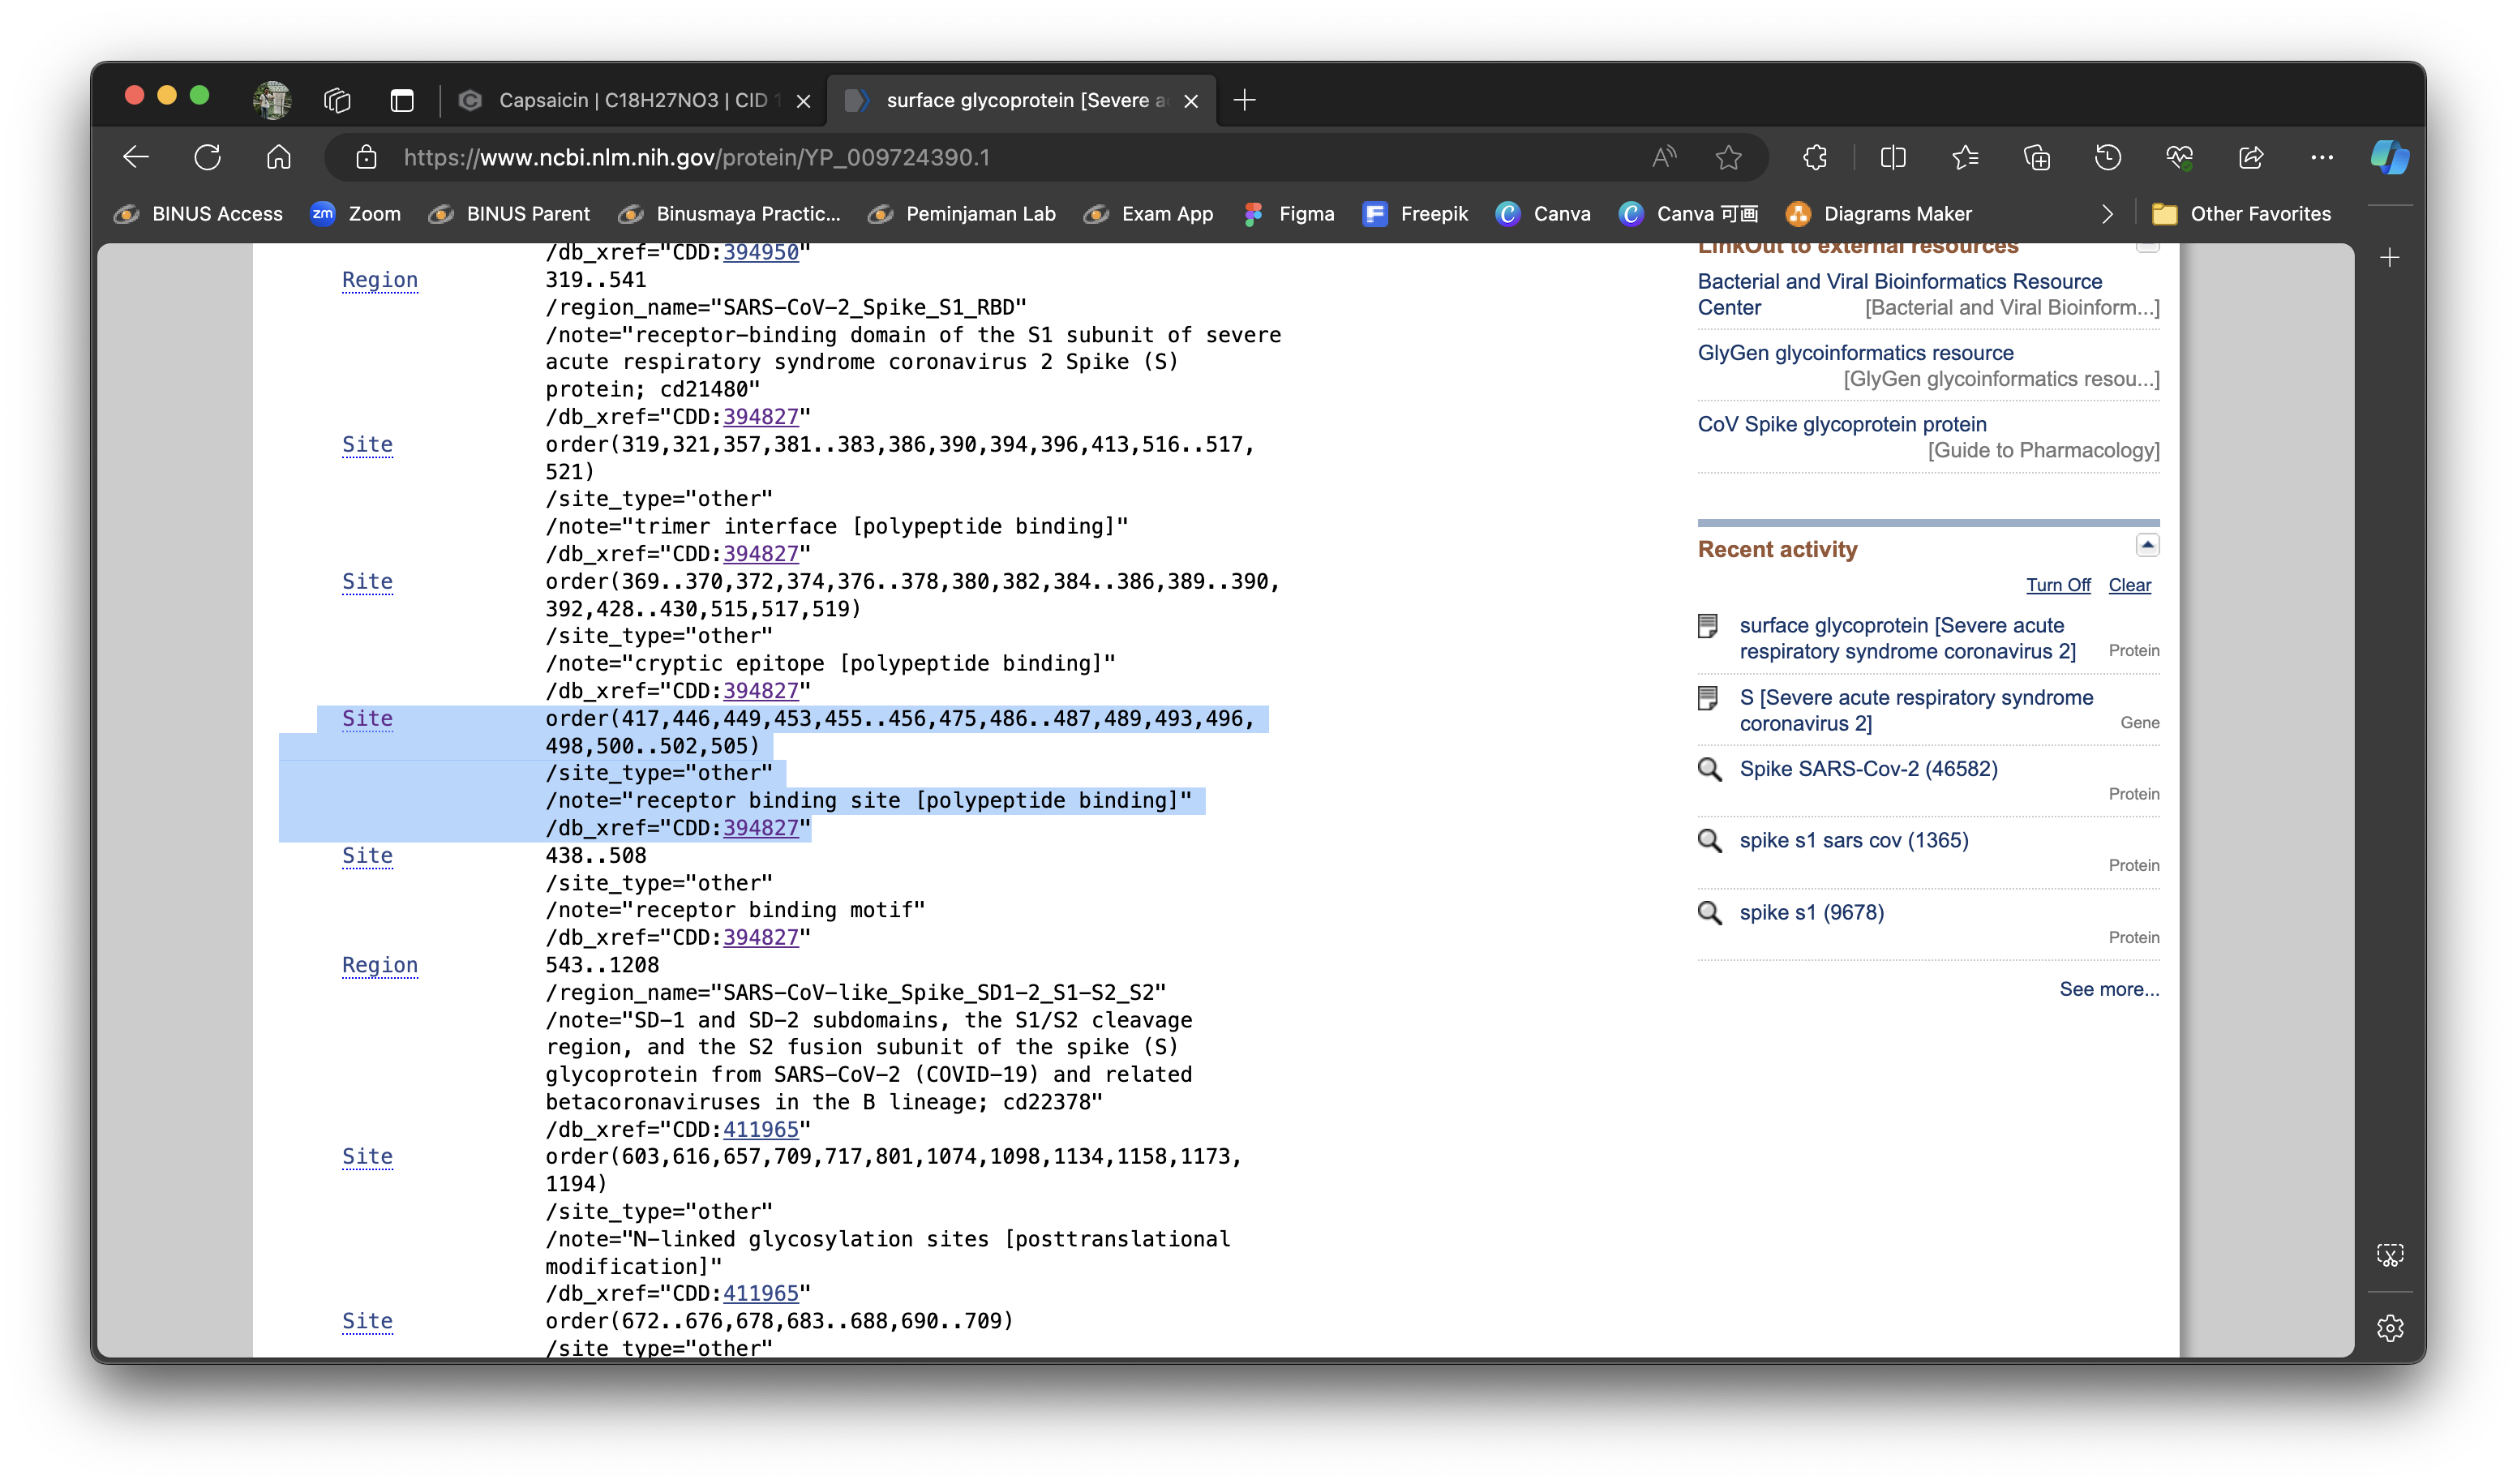 Capsaicin | C18H27NO3 | CID 1
surface glycoprotein [Severe a
https://www.ncbi.nlm.nih.gov/protein/YP_009724390.1
BINUS Access
zm Zoom
BINUS Parent
Binusmaya Practic...
Peminjaman Lab
Exam App
Figma
Freepik
Canva
Canva 可画
Diagrams Maker
Other Favorites
/db_xref="CDD:394950"
Region 319..541
/region_name="SARS-CoV-2_Spike_S1_RBD"
/note="receptor-binding domain of the S1 subunit of severe
acute respiratory syndrome coronavirus 2 Spike (S)
protein; cd21480"
/db_xref="CDD:394827"
Site order(319,321,357,381..383,386,390,394,396,413,516..517,
521)
/site_type="other"
/note="trimer interface [polypeptide binding]"
/db_xref="CDD:394827"
Site order(369..370,372,374,376..378,380,382,384..386,389..390,
392,428..430,515,517,519)
/site_type="other"
/note="cryptic epitope [polypeptide binding]"
/db_xref="CDD:394827"
Site order(417,446,449,453,455..456,475,486..487,489,493,496,
498,500..502,505)
/site_type="other"
/note="receptor binding site [polypeptide binding]"
/db_xref="CDD:394827"
Site 438..508
/site_type="other"
/note="receptor binding motif"
/db_xref="CDD:394827"
Region 543..1208
/region_name="SARS-CoV-like_Spike_SD1-2_S1-S2_S2"
/note="SD-1 and SD-2 subdomains, the S1/S2 cleavage
region, and the S2 fusion subunit of the spike (S)
glycoprotein from SARS-CoV-2 (COVID-19) and related
betacoronaviruses in the B lineage; cd22378"
/db_xref="CDD:411965"
Site order(603,616,657,709,717,801,1074,1098,1134,1158,1173,
1194)
/site_type="other"
/note="N-linked glycosylation sites [posttranslational
modification]"
/db_xref="CDD:411965"
Site order(672..676,678,683..688,690..709)
/site_type="other"
LinkOut to external resources
Bacterial and Viral Bioinformatics Resource
Center [Bacterial and Viral Bioinform...]
GlyGen glycoinformatics resource
[GlyGen glycoinformatics resou...]
CoV Spike glycoprotein protein
[Guide to Pharmacology]
Recent activity
Turn Off Clear
surface glycoprotein [Severe acute
respiratory syndrome coronavirus 2] Protein
S [Severe acute respiratory syndrome
coronavirus 2] Gene
Spike SARS-Cov-2 (46582)
Protein
spike s1 sars cov (1365)
Protein
spike s1 (9678)
Protein
See more...